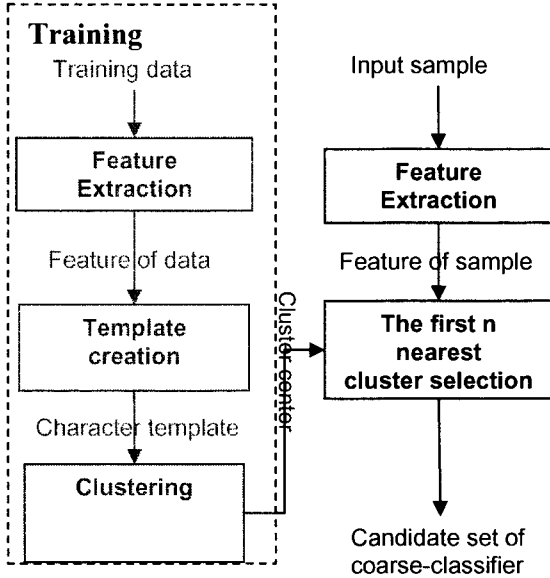 Training
Training data
Feature
Extraction
Feature of data
Template
creation
Character template
Clustering
Cluster center
Input sample
Feature
Extraction
Feature of sample
The first n
nearest
cluster selection
Candidate set of
coarse-classifier